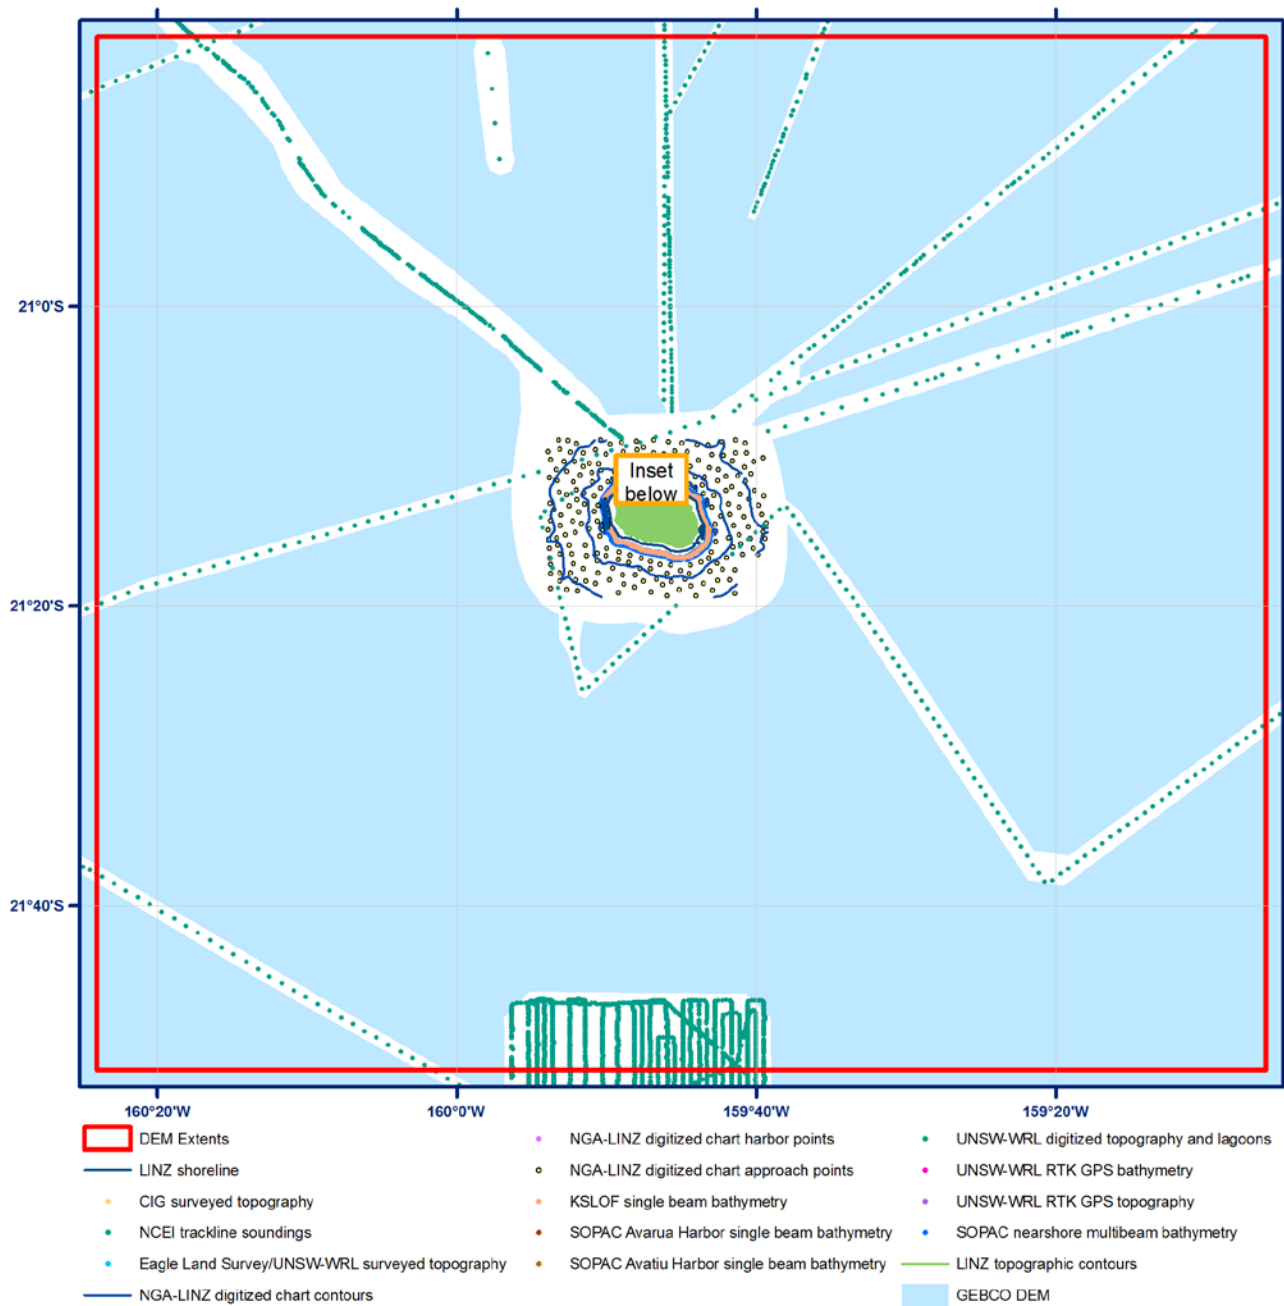 21°0'S
Inset
below
21°20'S
21°40'S
160°20'W 160°0'W 159°40'W 159°20'W
DEM Extents
LINZ shoreline
CIG surveyed topography
NCEI trackline soundings
Eagle Land Survey/UNSW-WRL surveyed topography
NGA-LINZ digitized chart contours
NGA-LINZ digitized chart harbor points
NGA-LINZ digitized chart approach points
KSLOF single beam bathymetry
SOPAC Avarua Harbor single beam bathymetry
SOPAC Avatiu Harbor single beam bathymetry
UNSW-WRL digitized topography and lagoons
UNSW-WRL RTK GPS bathymetry
UNSW-WRL RTK GPS topography
SOPAC nearshore multibeam bathymetry
LINZ topographic contours
GEBCO DEM